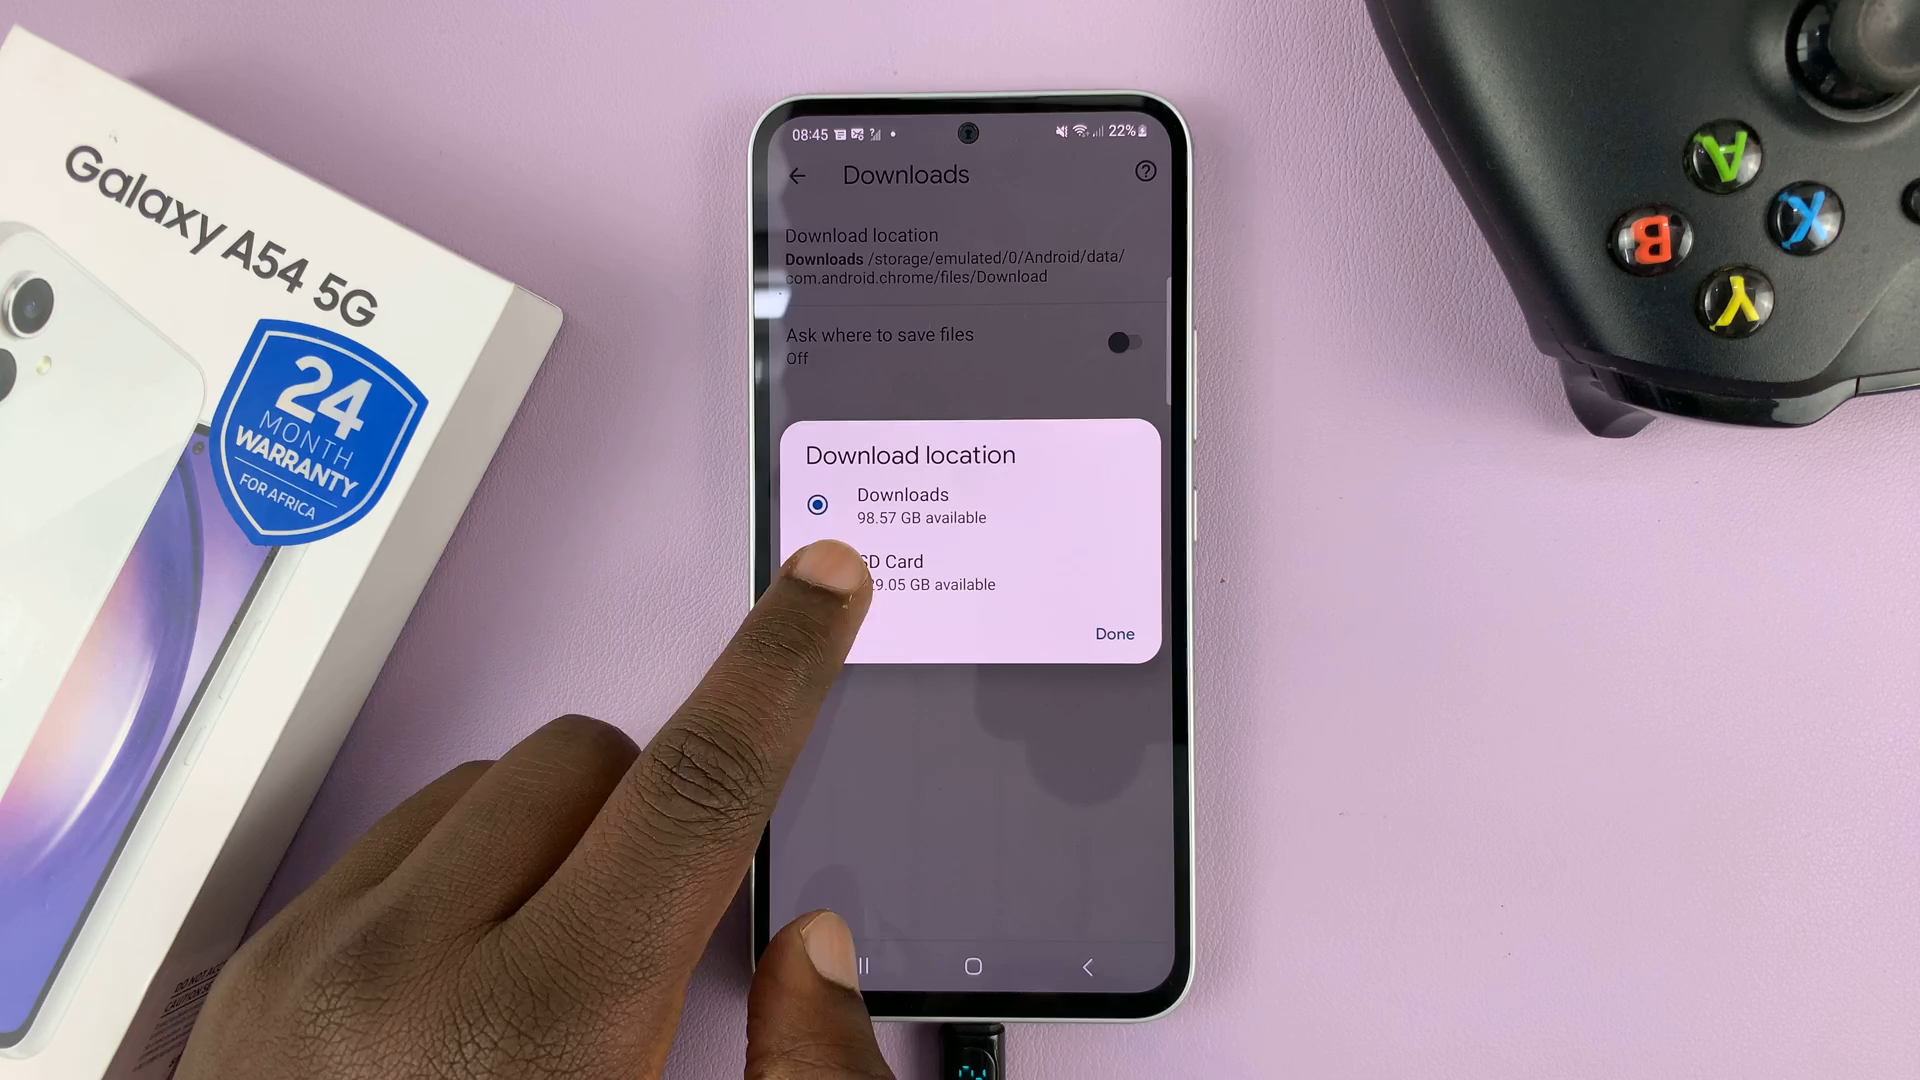 Galaxy A54 5G
24
MONTH
WARRANTY
FOR AFRICA
08:45
22%
Downloads
Download location
Downloads /storage/emulated/0/Android/data/
com.android.chrome/files/Download
Ask where to save files
Off
Download location
Downloads
98.57 GB available
SD Card
9.05 GB available
Done
A
B
X
Y